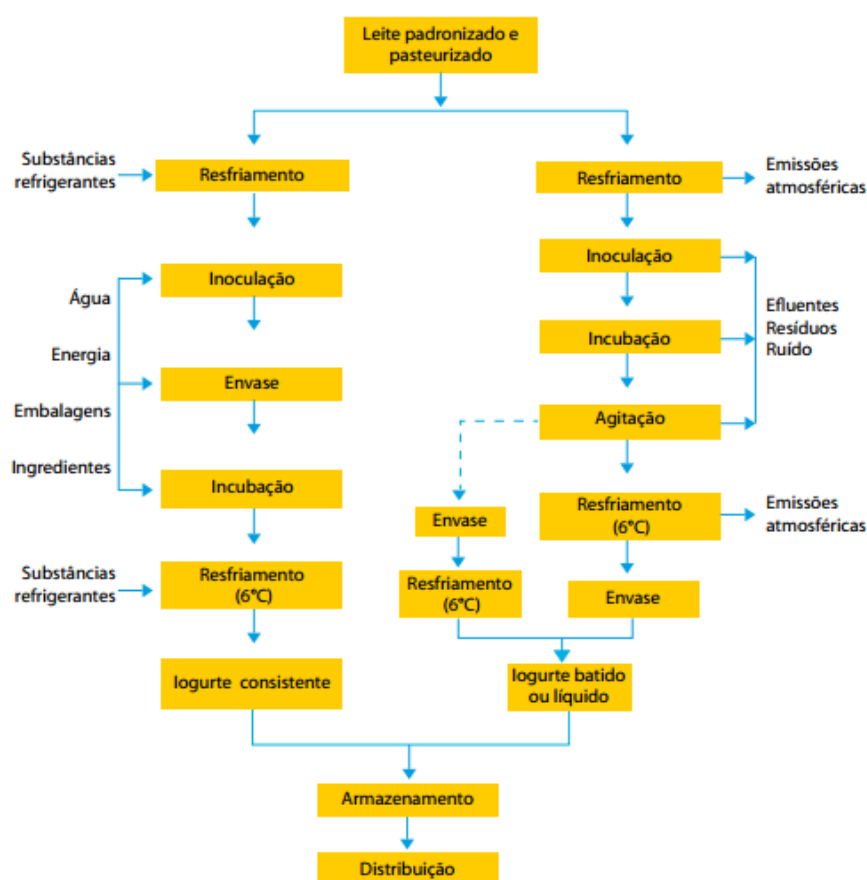 Leite padronizado e
pasteurizado
Substâncias
refrigerantes
Resfriamento
Resfriamento
Emissões
atmosféricas
Inoculação
Inoculação
Água
Efluentes
Resíduos
Ruído
Incubação
Energia
Envase
Embalagens
Agitação
Ingredientes
Incubação
Envase
Resfriamento
(6°C)
Emissões
atmosféricas
Substâncias
refrigerantes
Resfriamento
(6°C)
Resfriamento
(6°C)
Envase
Iogurte consistente
Iogurte batido
ou líquido
Armazenamento
Distribuição